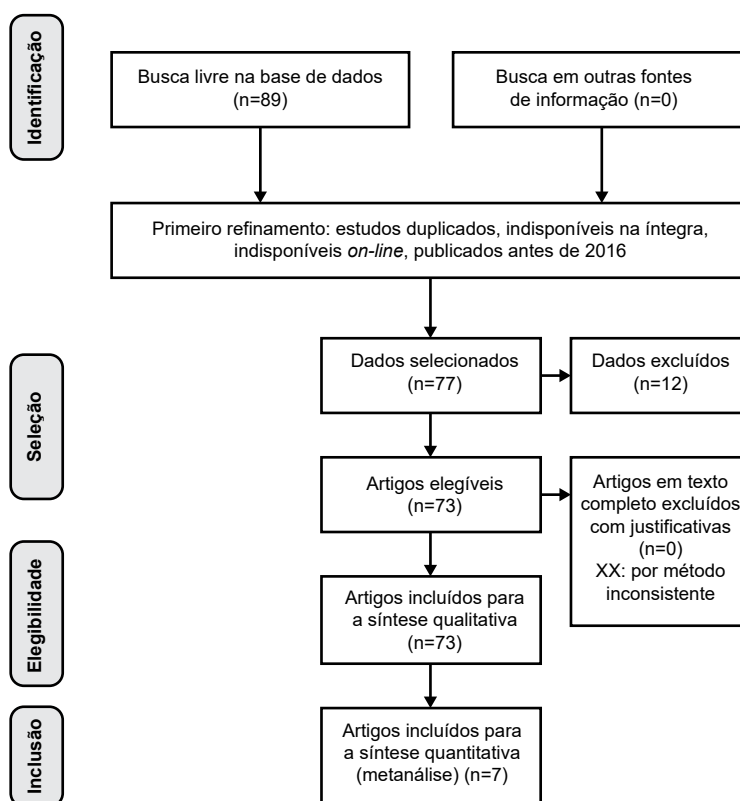 Identificação
Busca livre na base de dados
(n=89)
Busca em outras fontes
de informação (n=0)
Primeiro refinamento: estudos duplicados, indisponíveis na íntegra,
indisponíveis on-line, publicados antes de 2016
Seleção
Dados selecionados
(n=77)
Dados excluídos
(n=12)
Artigos elegíveis
(n=73)
Artigos em texto
completo excluídos
com justificativas
(n=0)
XX: por método
inconsistente
Elegibilidade
Artigos incluídos para
a síntese qualitativa
(n=73)
Inclusão
Artigos incluídos para
a síntese quantitativa
(metanálise) (n=7)